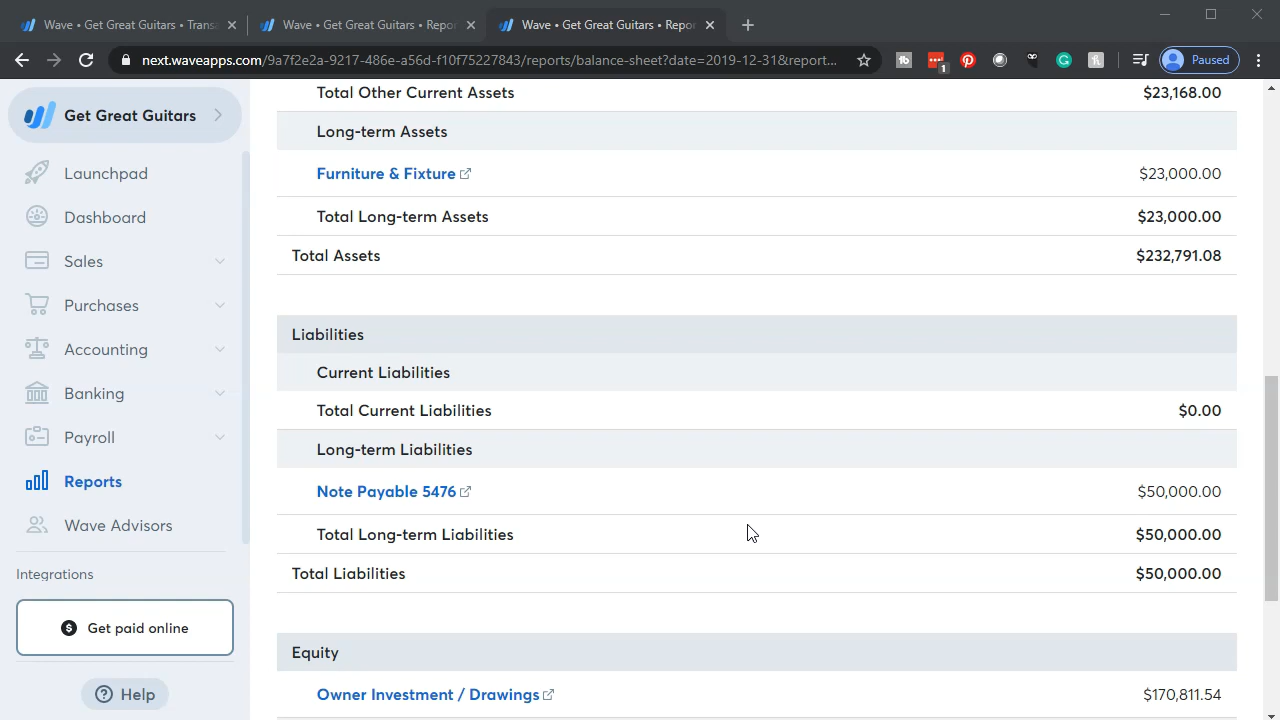 Wave • Get Great Guitars • Transa
Wave • Get Great Guitars • Repor
Wave • Get Great Guitars • Repor
next.waveapps.com/9a7f2e2a-9217-486e-a56d-f10f75227843/reports/balance-sheet?date=2019-12-31&report...
1
Paused
Get Great Guitars
Launchpad
Dashboard
Sales
Purchases
Accounting
Banking
Payroll
Reports
Wave Advisors
Integrations
$ Get paid online
? Help
Total Other Current Assets $23,168.00
Long-term Assets
Furniture & Fixture $23,000.00
Total Long-term Assets $23,000.00
Total Assets $232,791.08
Liabilities
Current Liabilities
Total Current Liabilities $0.00
Long-term Liabilities
Note Payable 5476 $50,000.00
Total Long-term Liabilities $50,000.00
Total Liabilities $50,000.00
Equity
Owner Investment / Drawings $170,811.54